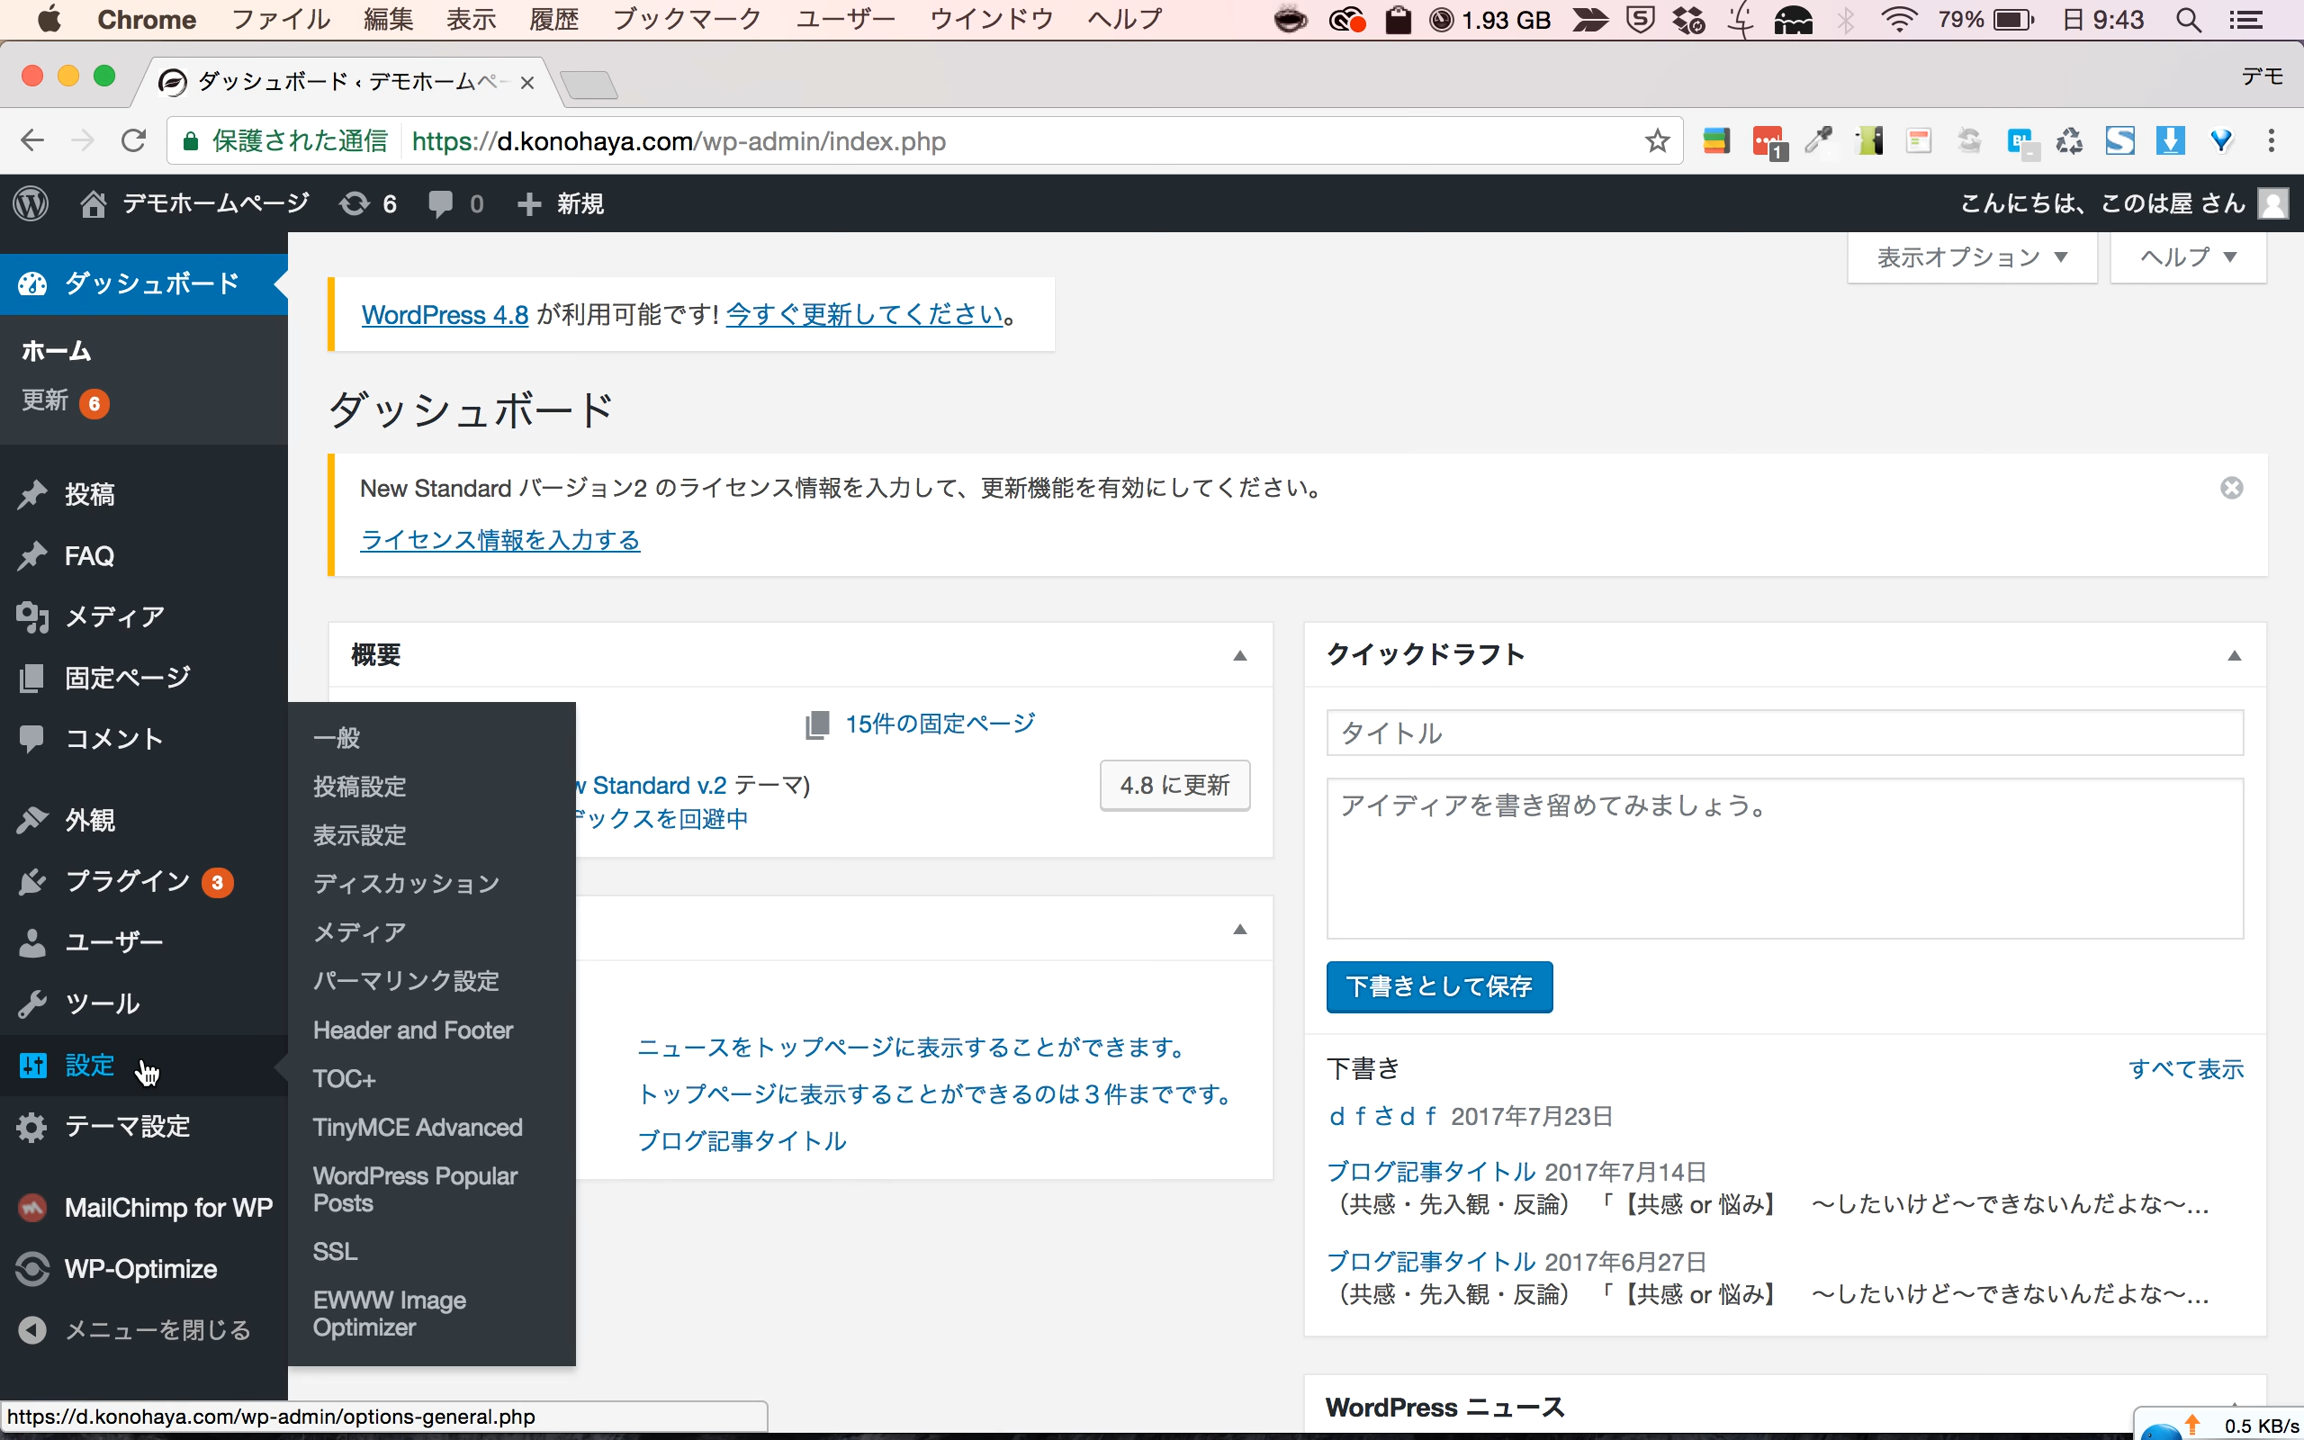 Chrome ファイル 編集 表示 履歴 ブックマーク ユーザー ウインドウ ヘルプ 1.93 GB 79% 日 9:43
ダッシュボード ‹ デモホームペー デモ
保護された通信 https://d.konohaya.com/wp-admin/index.php 1
デモホームページ 6 0 + 新規 こんにちは、このは屋 さん
表示オプション ▼ ヘルプ ▼
ダッシュボード
ホーム
更新 6
投稿
FAQ
メディア
固定ページ
コメント
外観
プラグイン 3
ユーザー
ツール
設定
テーマ設定
MailChimp for WP
WP-Optimize
メニューを閉じる
一般
投稿設定
表示設定
ディスカッション
メディア
パーマリンク設定
Header and Footer
TOC+
TinyMCE Advanced
WordPress Popular
Posts
SSL
EWWW Image
Optimizer
WordPress 4.8 が利用可能です! 今すぐ更新してください。
ダッシュボード
New Standard バージョン2 のライセンス情報を入力して、更新機能を有効にしてください。
ライセンス情報を入力する
概要
15件の固定ページ
w Standard v.2 テーマ)
4.8 に更新
デックスを回避中
ニュースをトップページに表示することができます。
トップページに表示することができるのは３件までです。
ブログ記事タイトル
クイックドラフト
タイトル
アイディアを書き留めてみましょう。
下書きとして保存
下書き すべて表示
ｄｆさｄｆ 2017年7月23日
ブログ記事タイトル 2017年7月14日
（共感・先入観・反論） 「【共感 or 悩み】 〜したいけど〜できないんだよな〜…
ブログ記事タイトル 2017年6月27日
（共感・先入観・反論） 「【共感 or 悩み】 〜したいけど〜できないんだよな〜…
WordPress ニュース
https://d.konohaya.com/wp-admin/options-general.php
0.5 KB/s